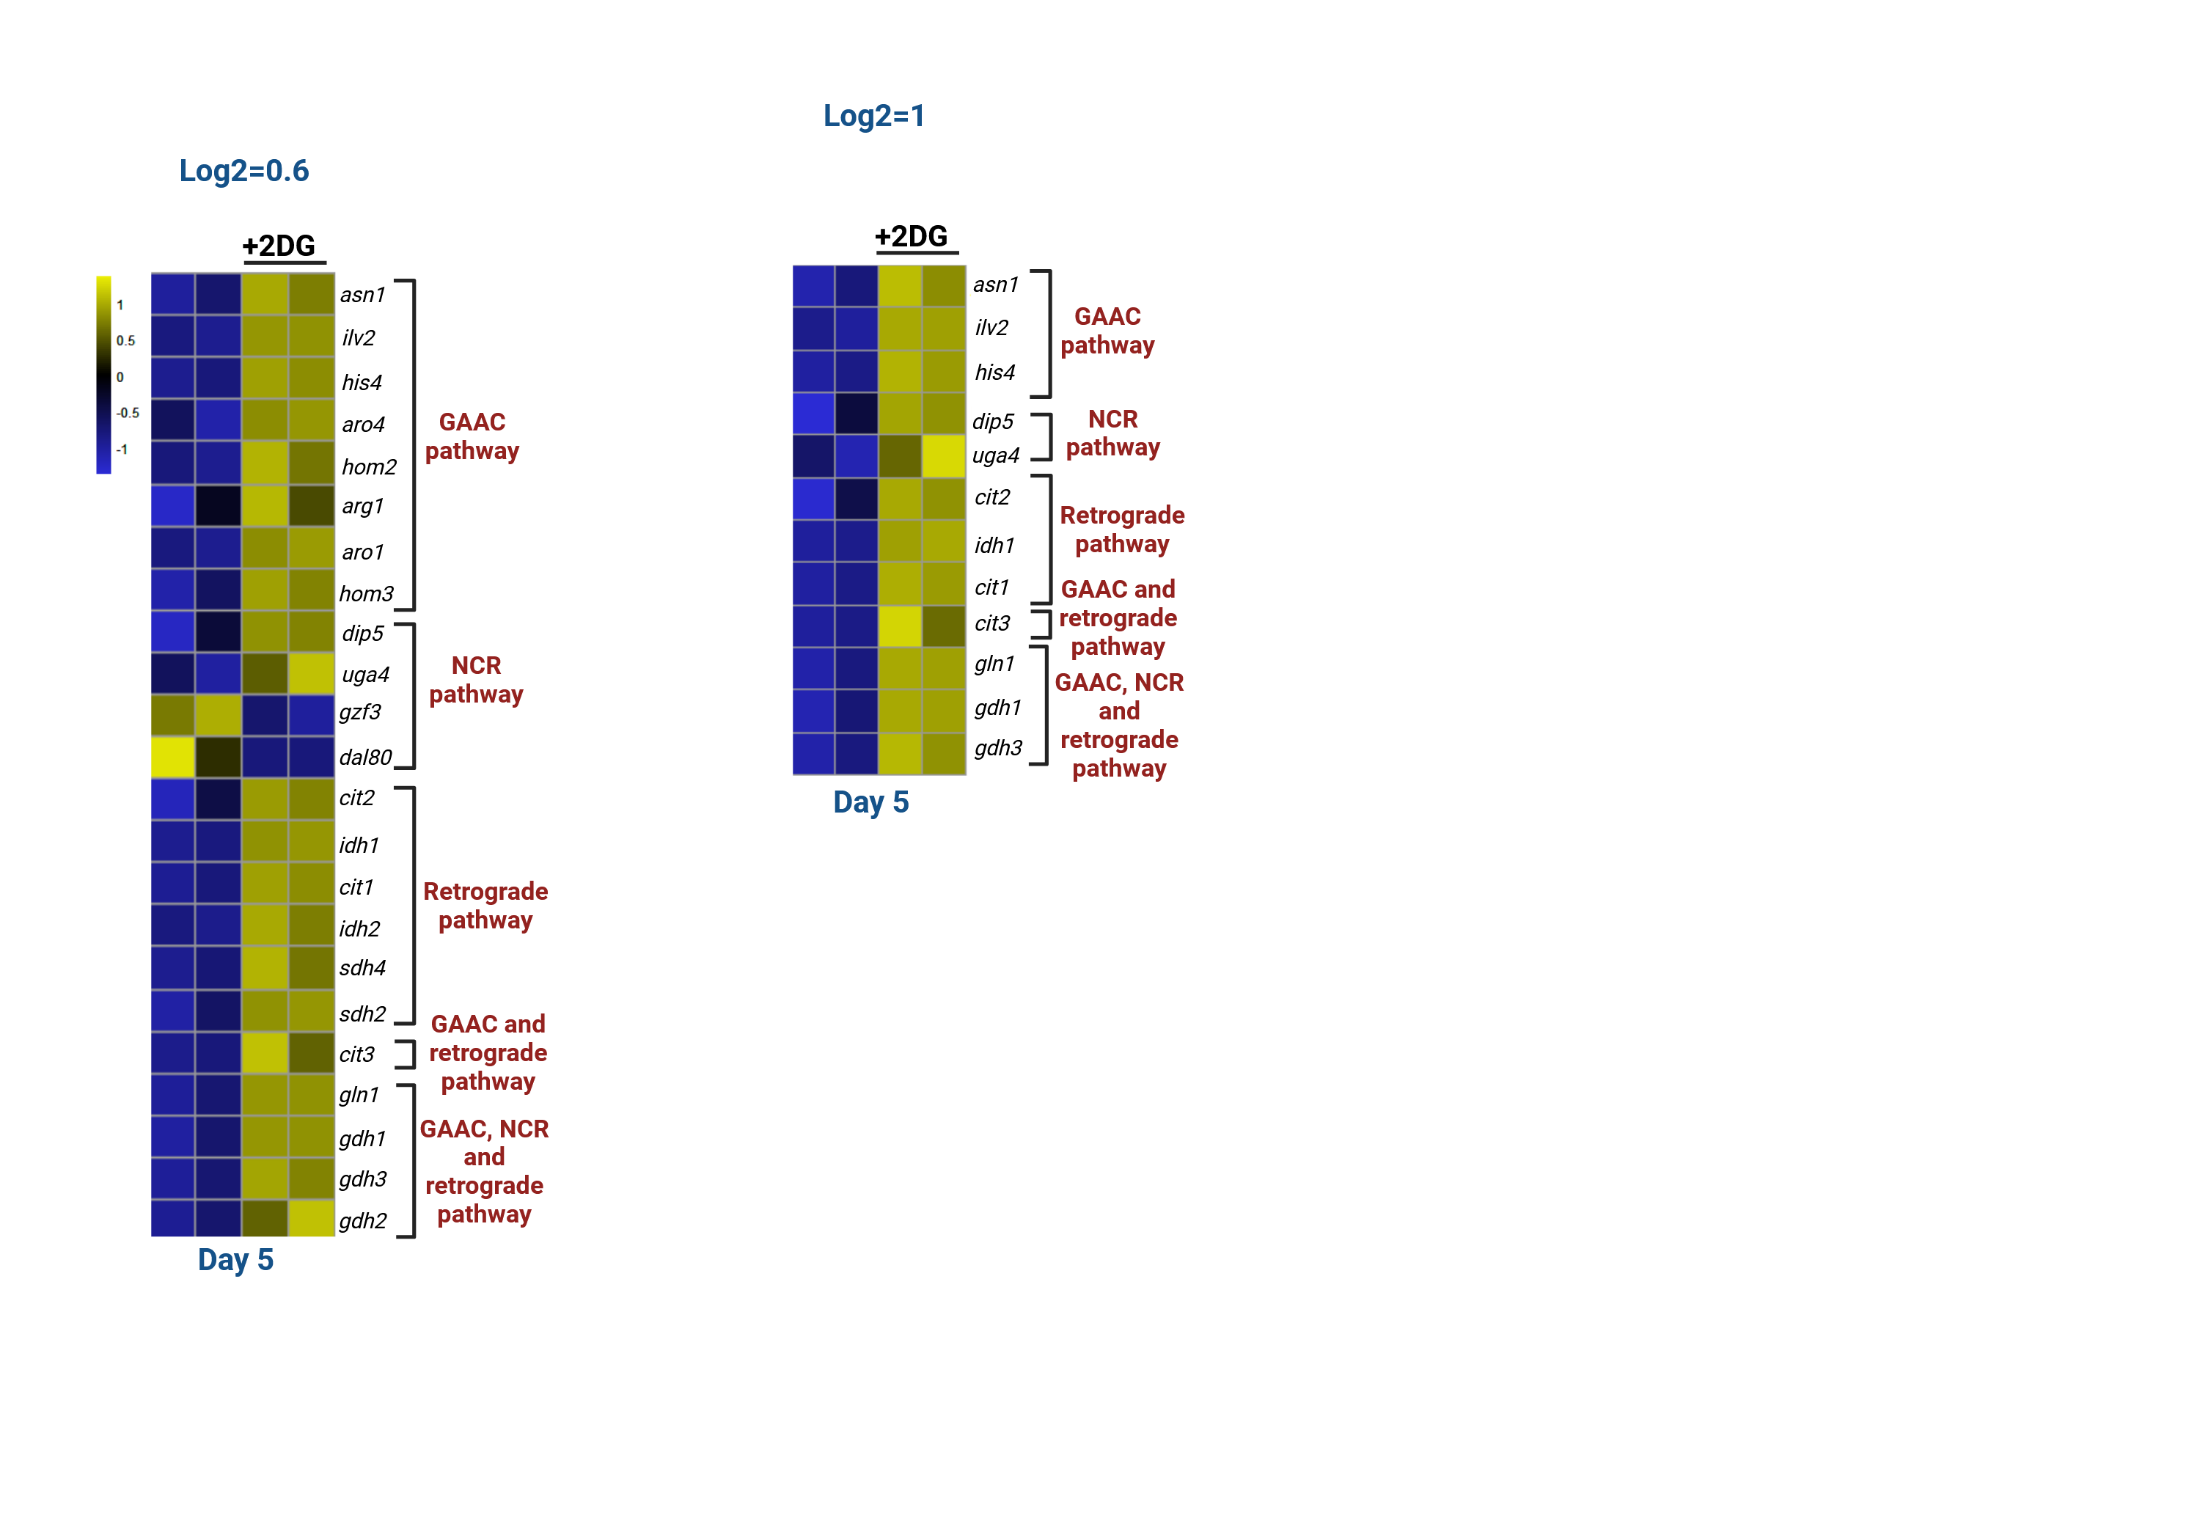 Log2=0.6
+2DG
1
0.5
0
-0.5
-1
asn1
ilv2
his4
aro4
hom2
arg1
aro1
hom3
GAAC
pathway
dip5
uga4
gzf3
dal80
NCR
pathway
cit2
idh1
cit1
idh2
sdh4
sdh2
Retrograde
pathway
cit3
GAAC and
retrograde
pathway
gln1
gdh1
gdh3
gdh2
GAAC, NCR
and
retrograde
pathway
Day 5
Log2=1
+2DG
asn1
ilv2
his4
GAAC
pathway
dip5
uga4
NCR
pathway
cit2
idh1
cit1
Retrograde
pathway
cit3
GAAC and
retrograde
pathway
gln1
gdh1
gdh3
GAAC, NCR
and
retrograde
pathway
Day 5